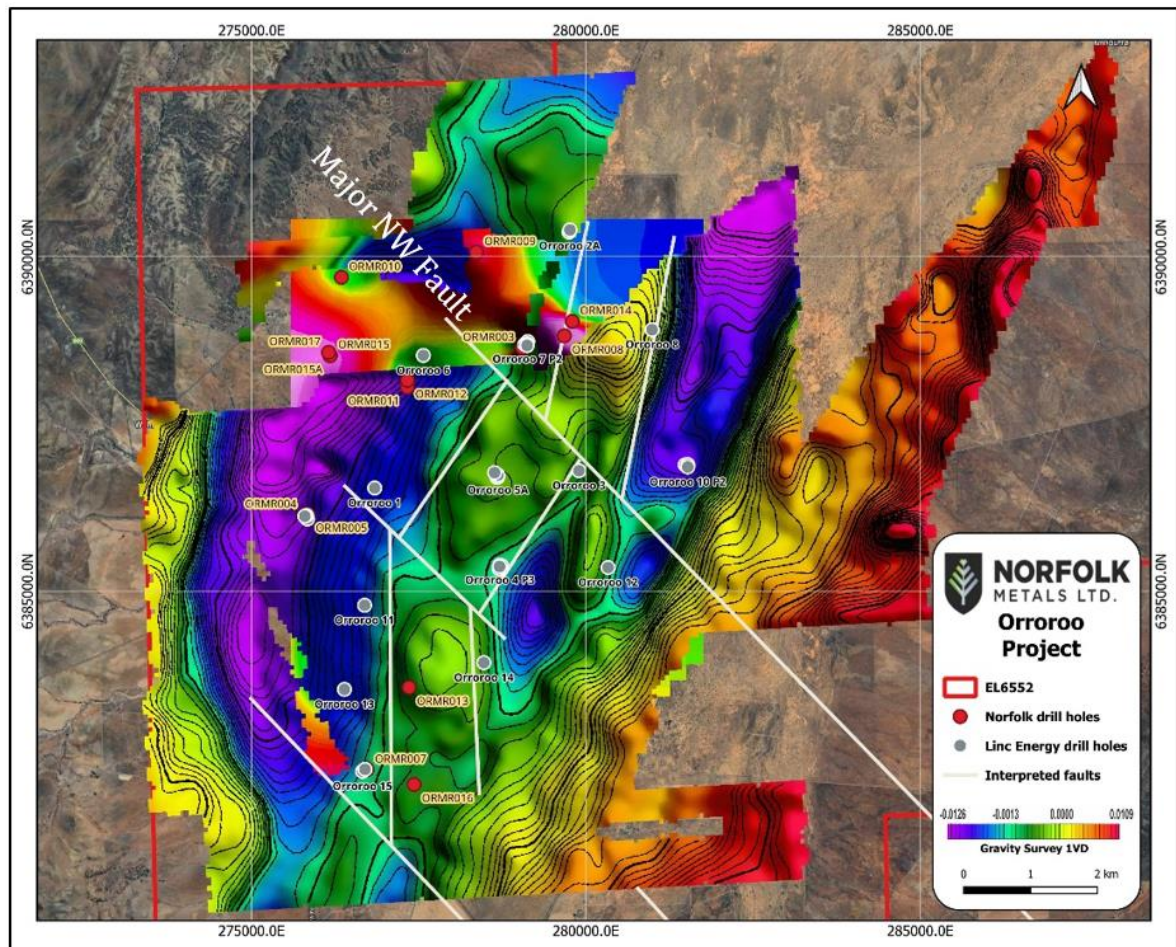 275000.0E
280000.0E
285000.0E
6390000.0N
6390000.0N
Major NW Fault
ORMR009
Orroroo 2A
ORMR010
ORMR014
ORMR017
ORMR015
ORMR003
Orroroo 8
ORMR015A
Orroroo 6
Orroroo 7 P2
ORMR008
ORMR011
ORMR012
Orroroo 1
Orroroo 5A
Orroroo 3
Orroroo 10 P2
ORMR004
ORMR005
Orroroo 4 P3
Orroroo 12
6385000.0N
6385000.0N
Orroroo 11
Orroroo 14
Orroroo 13
ORMR013
ORMR007
Orroroo 15
ORMR016
NORFOLK
METALS LTD.
Orroroo
Project
EL6552
Norfolk drill holes
Linc Energy drill holes
Interpreted faults
-0.0126 -0.0013 0.0000 0.0109
Gravity Survey 1VD
0 1 2 km
275000.0E
280000.0E
285000.0E